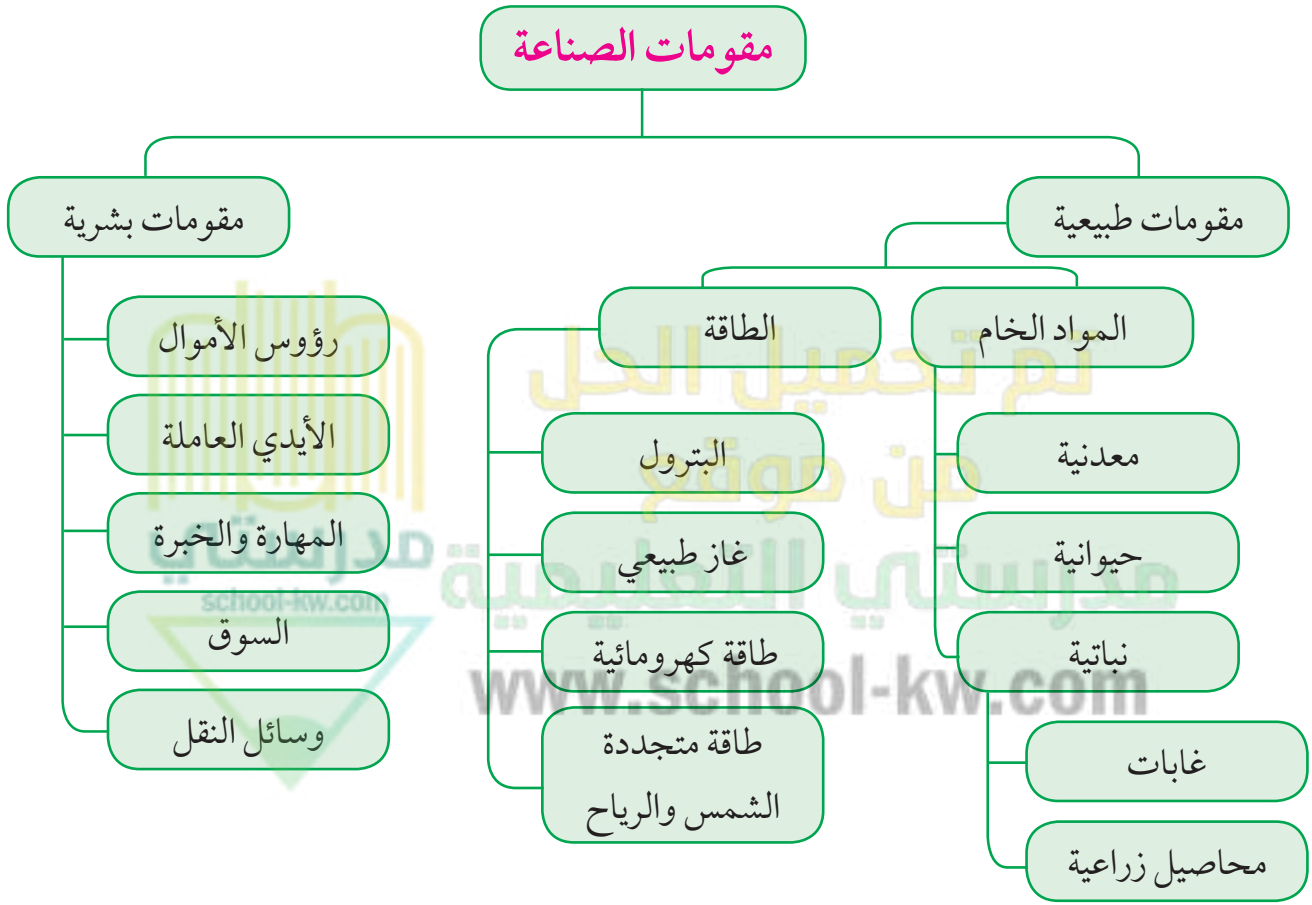 مقومات الصناعة
مقومات طبيعية
مقومات بشرية
المواد الخام
الطاقة
معدنية
حيوانية
نباتية
غابات
محاصيل زراعية
البترول
غاز طبيعي
طاقة كهرومائية
طاقة متجددة
الشمس والرياح
رؤوس الأموال
الأيدي العاملة
المهارة والخبرة
السوق
وسائل النقل
تم تحميل الحل
من موقع
مدرستي التعليمية
www.school-kw.com
مدرستي
school-kw.com